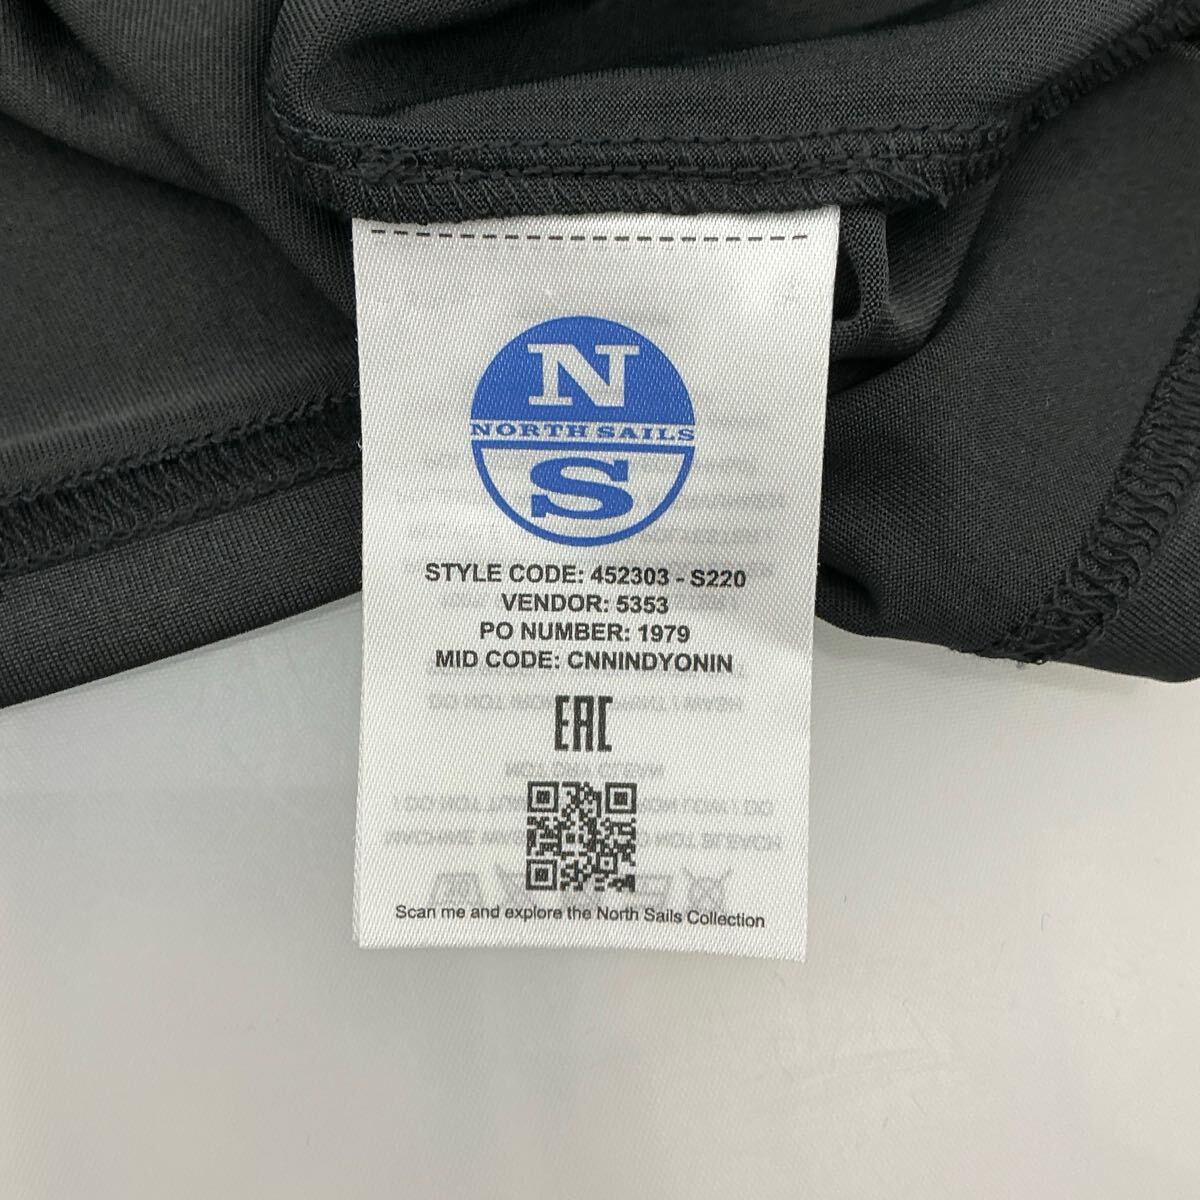 N
NORTH SAILS
S
STYLE CODE: 452303 - S220
VENDOR: 5353
PO NUMBER: 1979
MID CODE: CNNINDYONIN
EAC
Scan me and explore the North Sails Collection